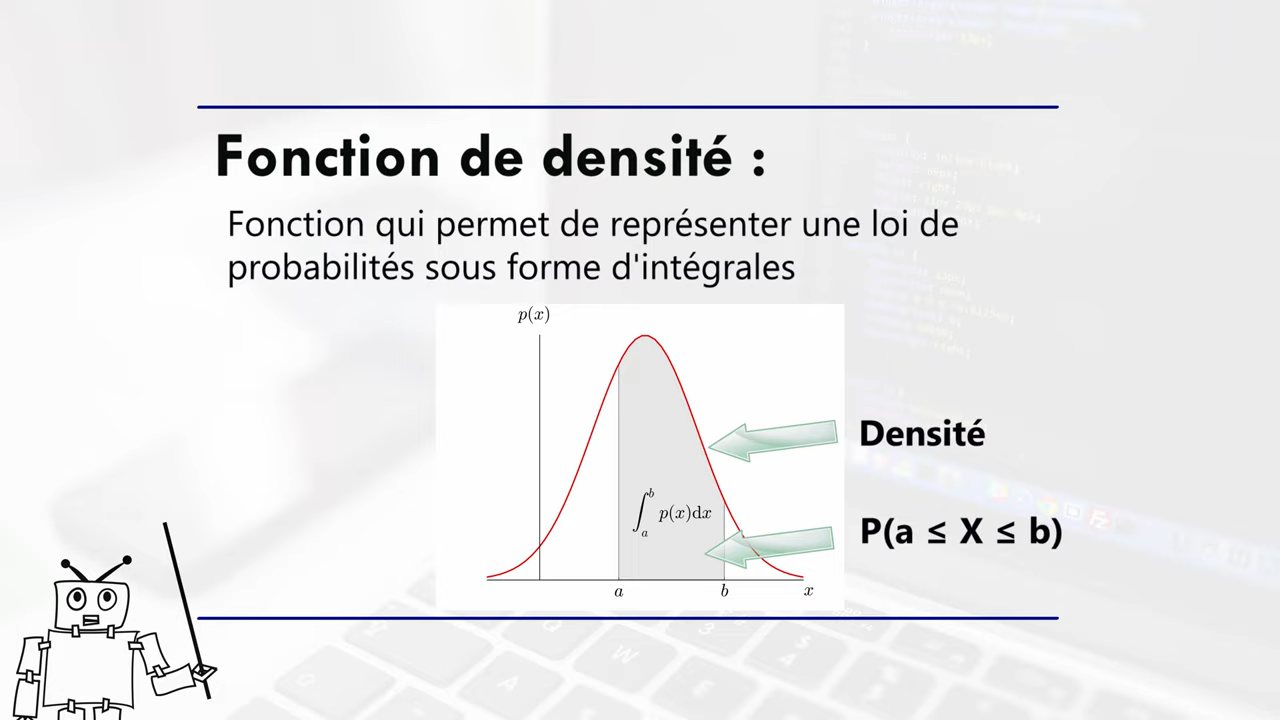 Fonction de densité :
Fonction qui permet de représenter une loi de
probabilités sous forme d'intégrales
p(x)
Densité
∫_a^b p(x)dx
P(a ≤ X ≤ b)
a b x